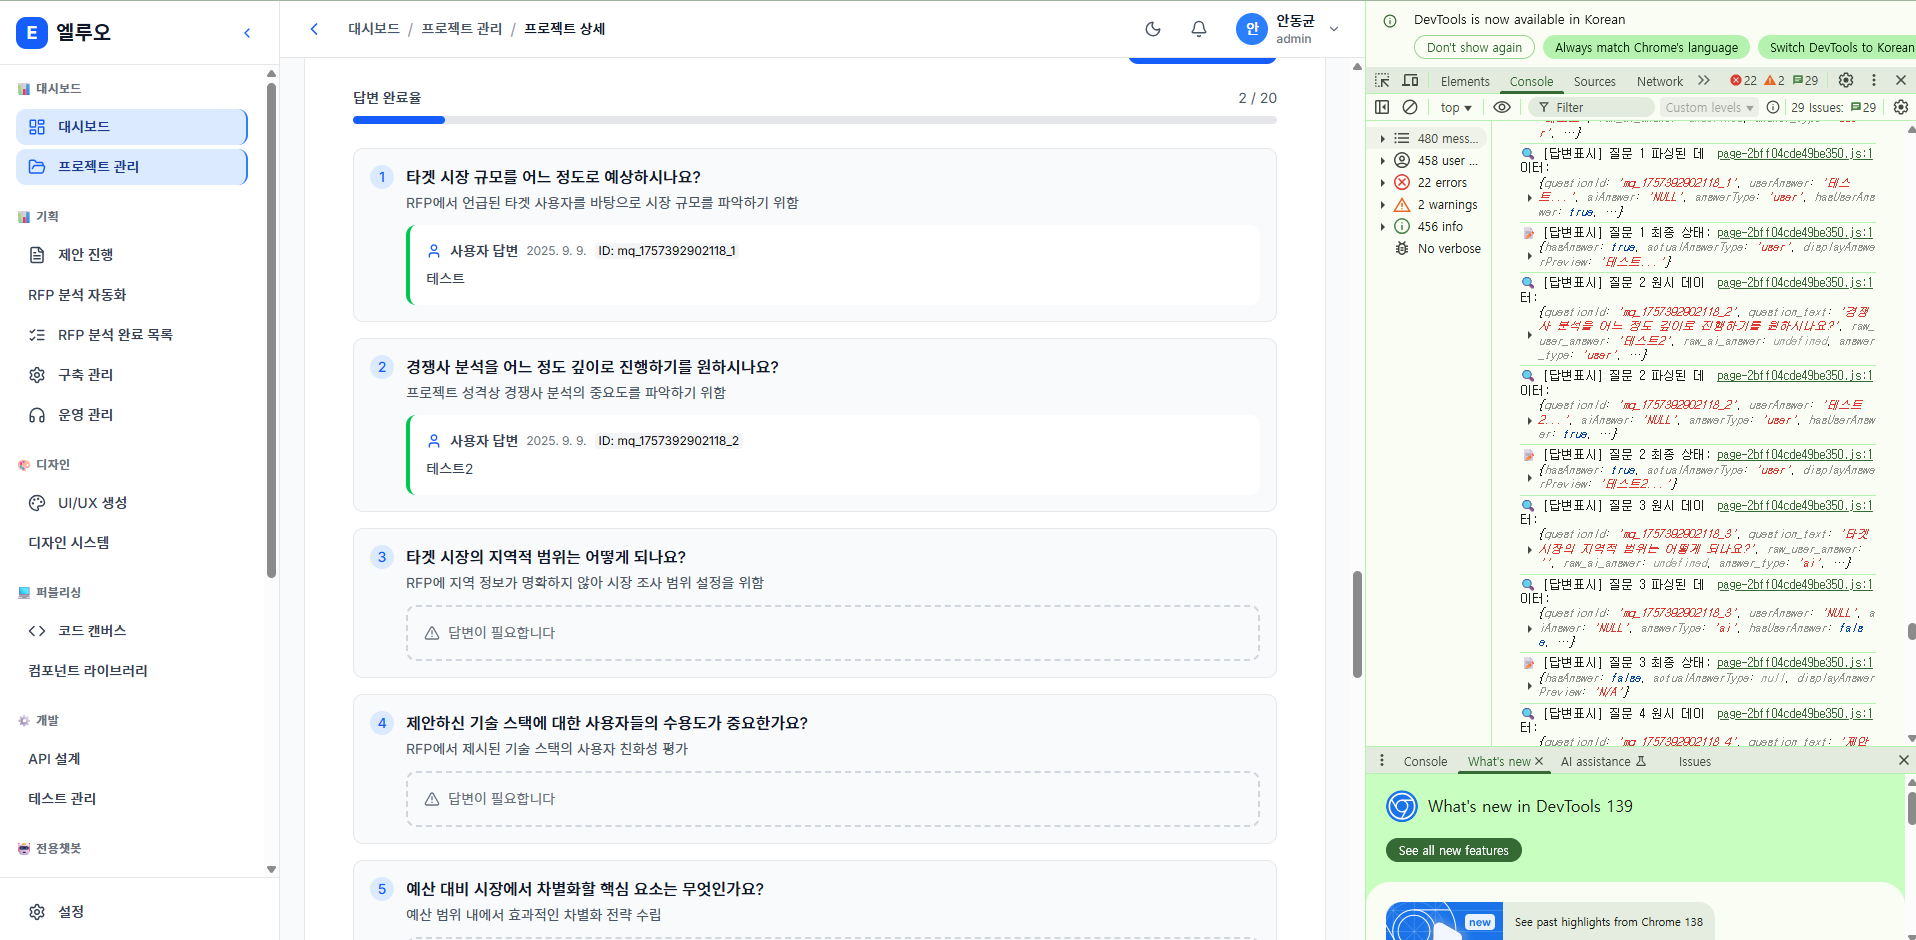 E 엘루오
대시보드
대시보드
프로젝트 관리
기획
제안 진행
RFP 분석 자동화
RFP 분석 완료 목록
구축 관리
운영 관리
디자인
UI/UX 생성
디자인 시스템
퍼블리싱
코드 캔버스
컴포넌트 라이브러리
개발
API 설계
테스트 관리
전용챗봇
설정
대시보드 / 프로젝트 관리 / 프로젝트 상세
안
안동균
admin
답변 완료율
2 / 20
1
타겟 시장 규모를 어느 정도로 예상하시나요?
RFP에서 언급된 타겟 사용자를 바탕으로 시장 규모를 파악하기 위함
사용자 답변 2025. 9. 9. ID: mq_1757392902118_1
테스트
2
경쟁사 분석을 어느 정도 깊이로 진행하기를 원하시나요?
프로젝트 성격상 경쟁사 분석의 중요도를 파악하기 위함
사용자 답변 2025. 9. 9. ID: mq_1757392902118_2
테스트2
3
타겟 시장의 지역적 범위는 어떻게 되나요?
RFP에 지역 정보가 명확하지 않아 시장 조사 범위 설정을 위함
답변이 필요합니다
4
제안하신 기술 스택에 대한 사용자들의 수용도가 중요한가요?
RFP에서 제시된 기술 스택의 사용자 친화성 평가
답변이 필요합니다
5
예산 대비 시장에서 차별화할 핵심 요소는 무엇인가요?
예산 범위 내에서 효과적인 차별화 전략 수립
DevTools is now available in Korean
Don't show again
Always match Chrome's language
Switch DevTools to Korean
Elements Console Sources Network 22 2 29
top Filter Custom levels 29 Issues: 29
480 mess...
458 user ...
22 errors
2 warnings
456 info
No verbose
r', …}
[답변표시] 질문 1 파싱된 데 page-2bff04cde49be350.js:1
이터:
{questionId: 'mq_1757392902118_1', userAnswer: '테스
트...', aiAnswer: 'NULL', answerType: 'user', hasUserAns
wer: true, …}
[답변표시] 질문 1 최종 상태: page-2bff04cde49be350.js:1
{hasAnswer: true, actualAnswerType: 'user', displayAnswe
rPreview: '테스트...'}
[답변표시] 질문 2 원시 데이 page-2bff04cde49be350.js:1
터:
{questionId: 'mq_1757392902118_2', question_text: '경쟁
사 분석을 어느 정도 깊이로 진행하기를 원하시나요?', raw_
user_answer: '테스트2', raw_ai_answer: undefined, answer
_type: 'user', …}
[답변표시] 질문 2 파싱된 데 page-2bff04cde49be350.js:1
이터:
{questionId: 'mq_1757392902118_2', userAnswer: '테스트
2...', aiAnswer: 'NULL', answerType: 'user', hasUserAnsw
er: true, …}
[답변표시] 질문 2 최종 상태: page-2bff04cde49be350.js:1
{hasAnswer: true, actualAnswerType: 'user', displayAnswe
rPreview: '테스트2...'}
[답변표시] 질문 3 원시 데이 page-2bff04cde49be350.js:1
터:
{questionId: 'mq_1757392902118_3', question_text: '타겟
시장의 지역적 범위는 어떻게 되나요?', raw_user_answer:
'', raw_ai_answer: undefined, answer_type: 'ai', …}
[답변표시] 질문 3 파싱된 데 page-2bff04cde49be350.js:1
이터:
{questionId: 'mq_1757392902118_3', userAnswer: 'NULL', a
iAnswer: 'NULL', answerType: 'ai', hasUserAnswer: fals
e, …}
[답변표시] 질문 3 최종 상태: page-2bff04cde49be350.js:1
{hasAnswer: false, actualAnswerType: null, displayAnswer
Preview: 'N/A'}
[답변표시] 질문 4 원시 데이 page-2bff04cde49be350.js:1
터:
{questionId: 'mq_1757392902118_4', question_text: '제안
Console What's new AI assistance Issues
What's new in DevTools 139
See all new features
new
See past highlights from Chrome 138